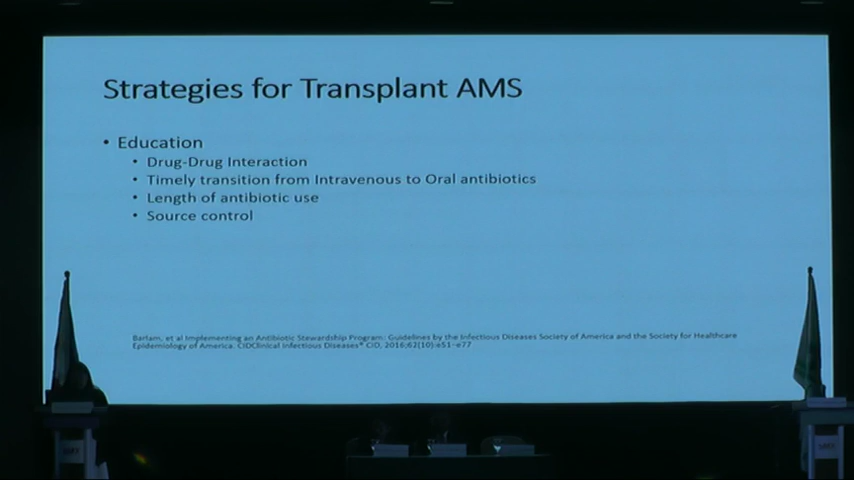 Strategies for Transplant AMS
• Education
• Drug-Drug Interaction
• Timely transition from Intravenous to Oral antibiotics
• Length of antibiotic use
• Source control
Barlam, et al Implementing an Antibiotic Stewardship Program: Guidelines by the Infectious Diseases Society of America and the Society for Healthcare
Epidemiology of America. CIDClinical Infectious Diseases® CID, 2016;62(10):e51–e77